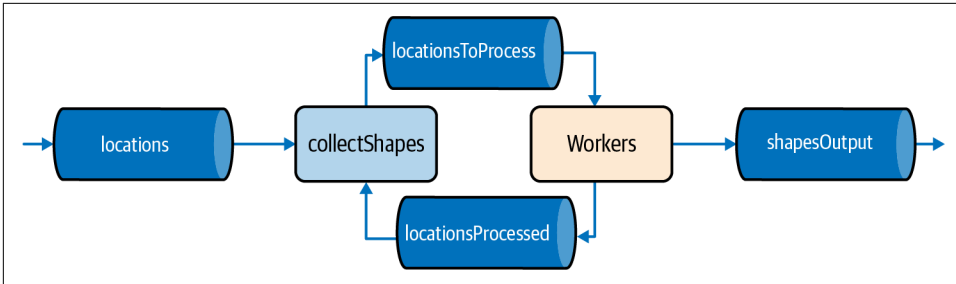 locationsToProcess
locations
collectShapes
Workers
shapesOutput
locationsProcessed